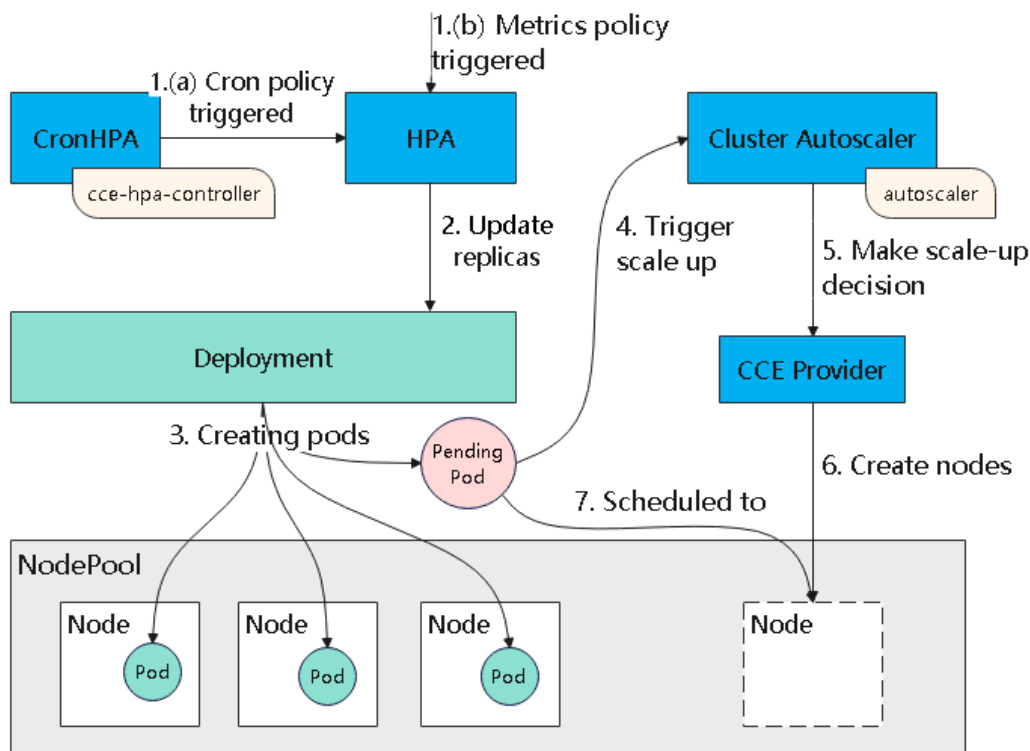 1.(b) Metrics policy
triggered
1.(a) Cron policy
triggered
CronHPA
cce-hpa-controller
HPA
Cluster Autoscaler
autoscaler
2. Update
replicas
4. Trigger
scale up
5. Make scale-up
decision
Deployment
CCE Provider
3. Creating pods
Pending
Pod
6. Create nodes
7. Scheduled to
NodePool
Node
Pod
Node
Pod
Node
Pod
Node